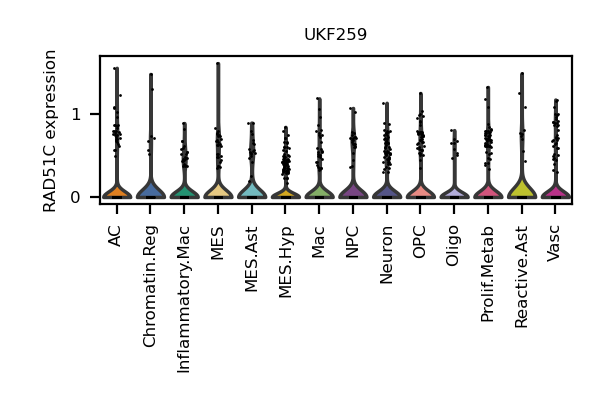 UKF259
RAD51C expression
1
0
AC
Chromatin.Reg
Inflammatory.Mac
MES
MES.Ast
MES.Hyp
Mac
NPC
Neuron
OPC
Oligo
Prolif.Metab
Reactive.Ast
Vasc